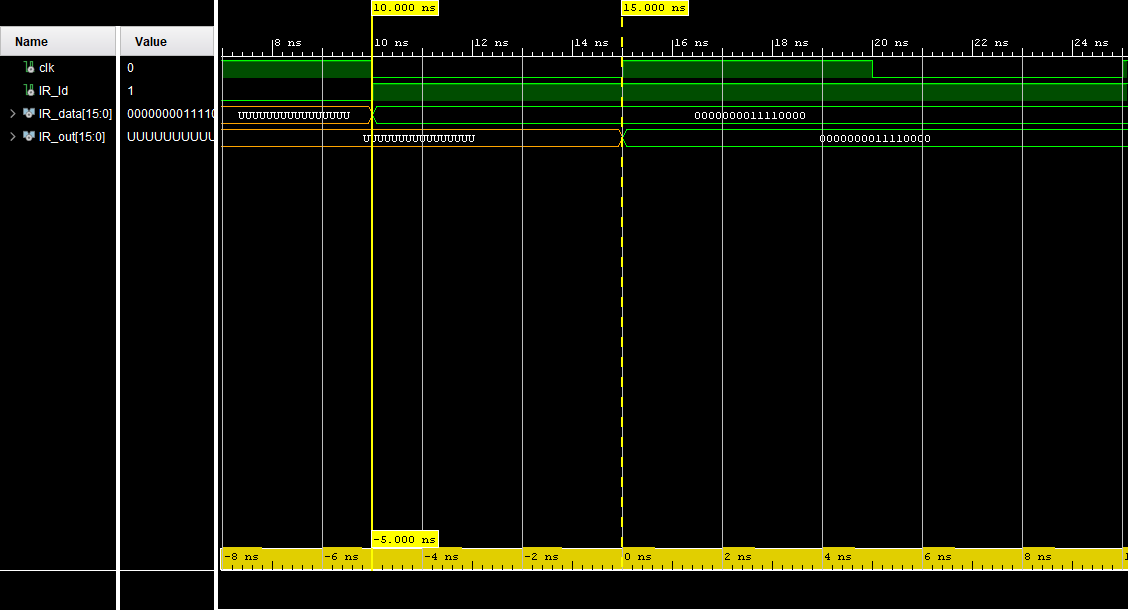 10.000 ns 15.000 ns
Name Value
8 ns 10 ns 12 ns 14 ns 16 ns 18 ns 20 ns 22 ns 24 ns
clk 0
IR_ld 1
IR_data[15:0] 0000000011110 UUUUUUUUUUUUUUUU 0000000011110000
IR_out[15:0] UUUUUUUUUU UUUUUUUUUUUUUUUU 0000000011110000
-5.000 ns
-8 ns -6 ns -4 ns -2 ns 0 ns 2 ns 4 ns 6 ns 8 ns